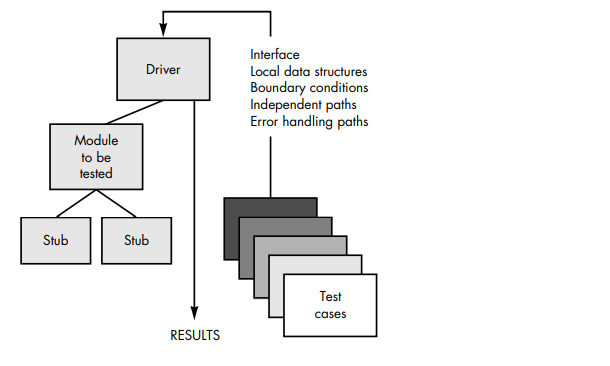 Driver
Interface
Local data structures
Boundary conditions
Independent paths
Error handling paths
Module
to be
tested
Stub
Stub
Test
cases
RESULTS